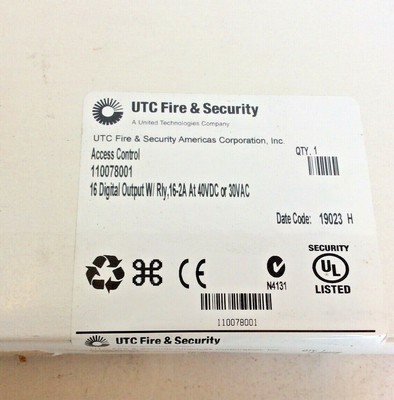 UTC Fire & Security
A United Technologies Company
UTC Fire & Security Americas Corporation, Inc.
Access Control
QTY. 1
110078001
16 Digital Output W/ Rly,16-2A At 40VDC or 30VAC
Date Code: 19023 H
SECURITY
UL
LISTED
CE
N4131
110078001
UTC Fire & Security